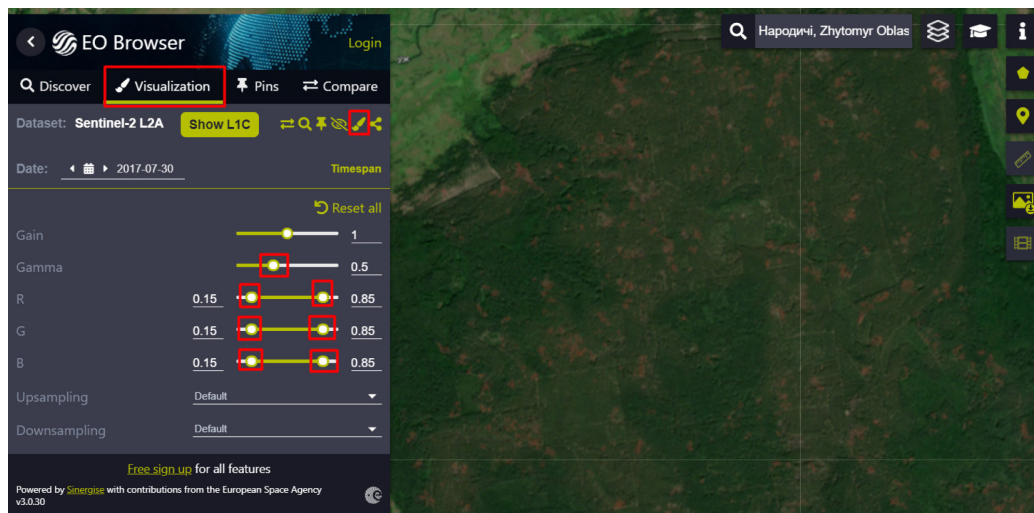 EO Browser
Login
Discover Visualization Pins Compare
Dataset: Sentinel-2 L2A Show L1C
Date: 2017-07-30 Timespan
Reset all
Gain 1
Gamma 0.5
R 0.15 0.85
G 0.15 0.85
B 0.15 0.85
Upsampling Default
Downsampling Default
Free sign up for all features
Powered by Sinergise with contributions from the European Space Agency
v3.0.30
Народичі, Zhytomyr Oblas